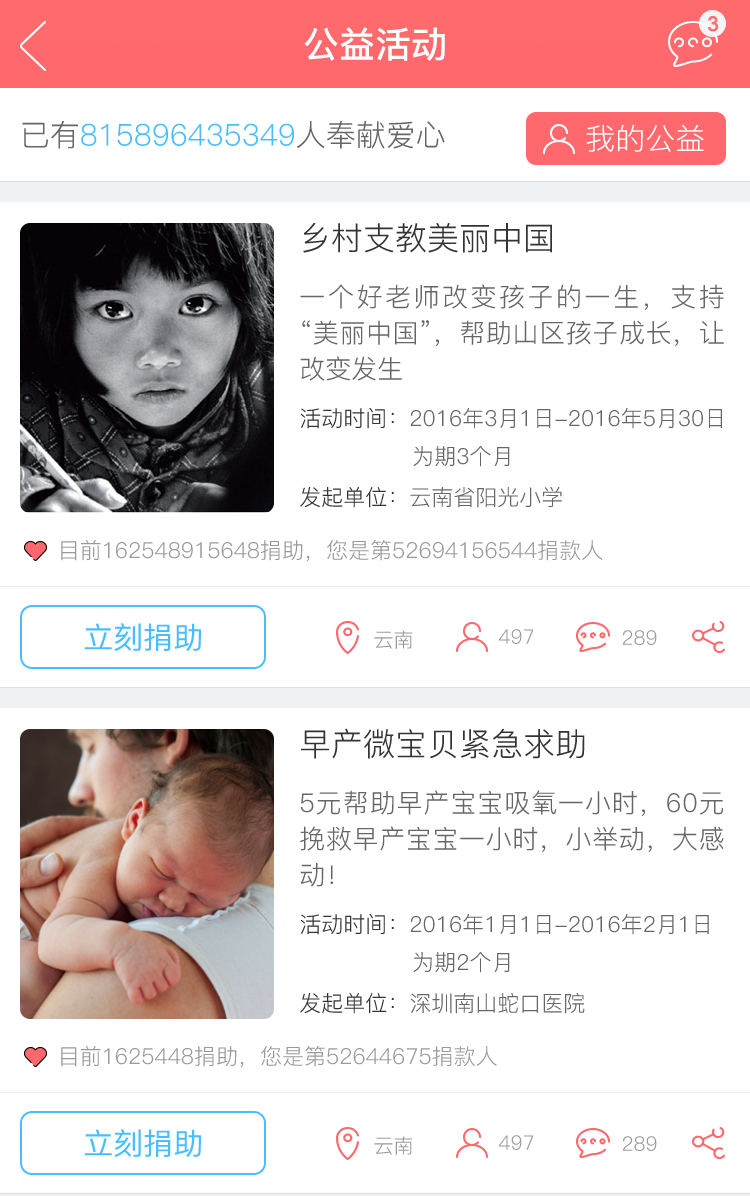 公益活动
3
已有815896435349人奉献爱心
我的公益
乡村支教美丽中国
一个好老师改变孩子的一生，支持
“美丽中国”，帮助山区孩子成长，让
改变发生
活动时间：2016年3月1日-2016年5月30日
为期3个月
发起单位：云南省阳光小学
目前162548915648捐助，您是第52694156544捐款人
立刻捐助
云南
497
289
早产微宝贝紧急求助
5元帮助早产宝宝吸氧一小时，60元
挽救早产宝宝一小时，小举动，大感
动！
活动时间：2016年1月1日-2016年2月1日
为期2个月
发起单位：深圳南山蛇口医院
目前1625448捐助，您是第52644675捐款人
立刻捐助
云南
497
289